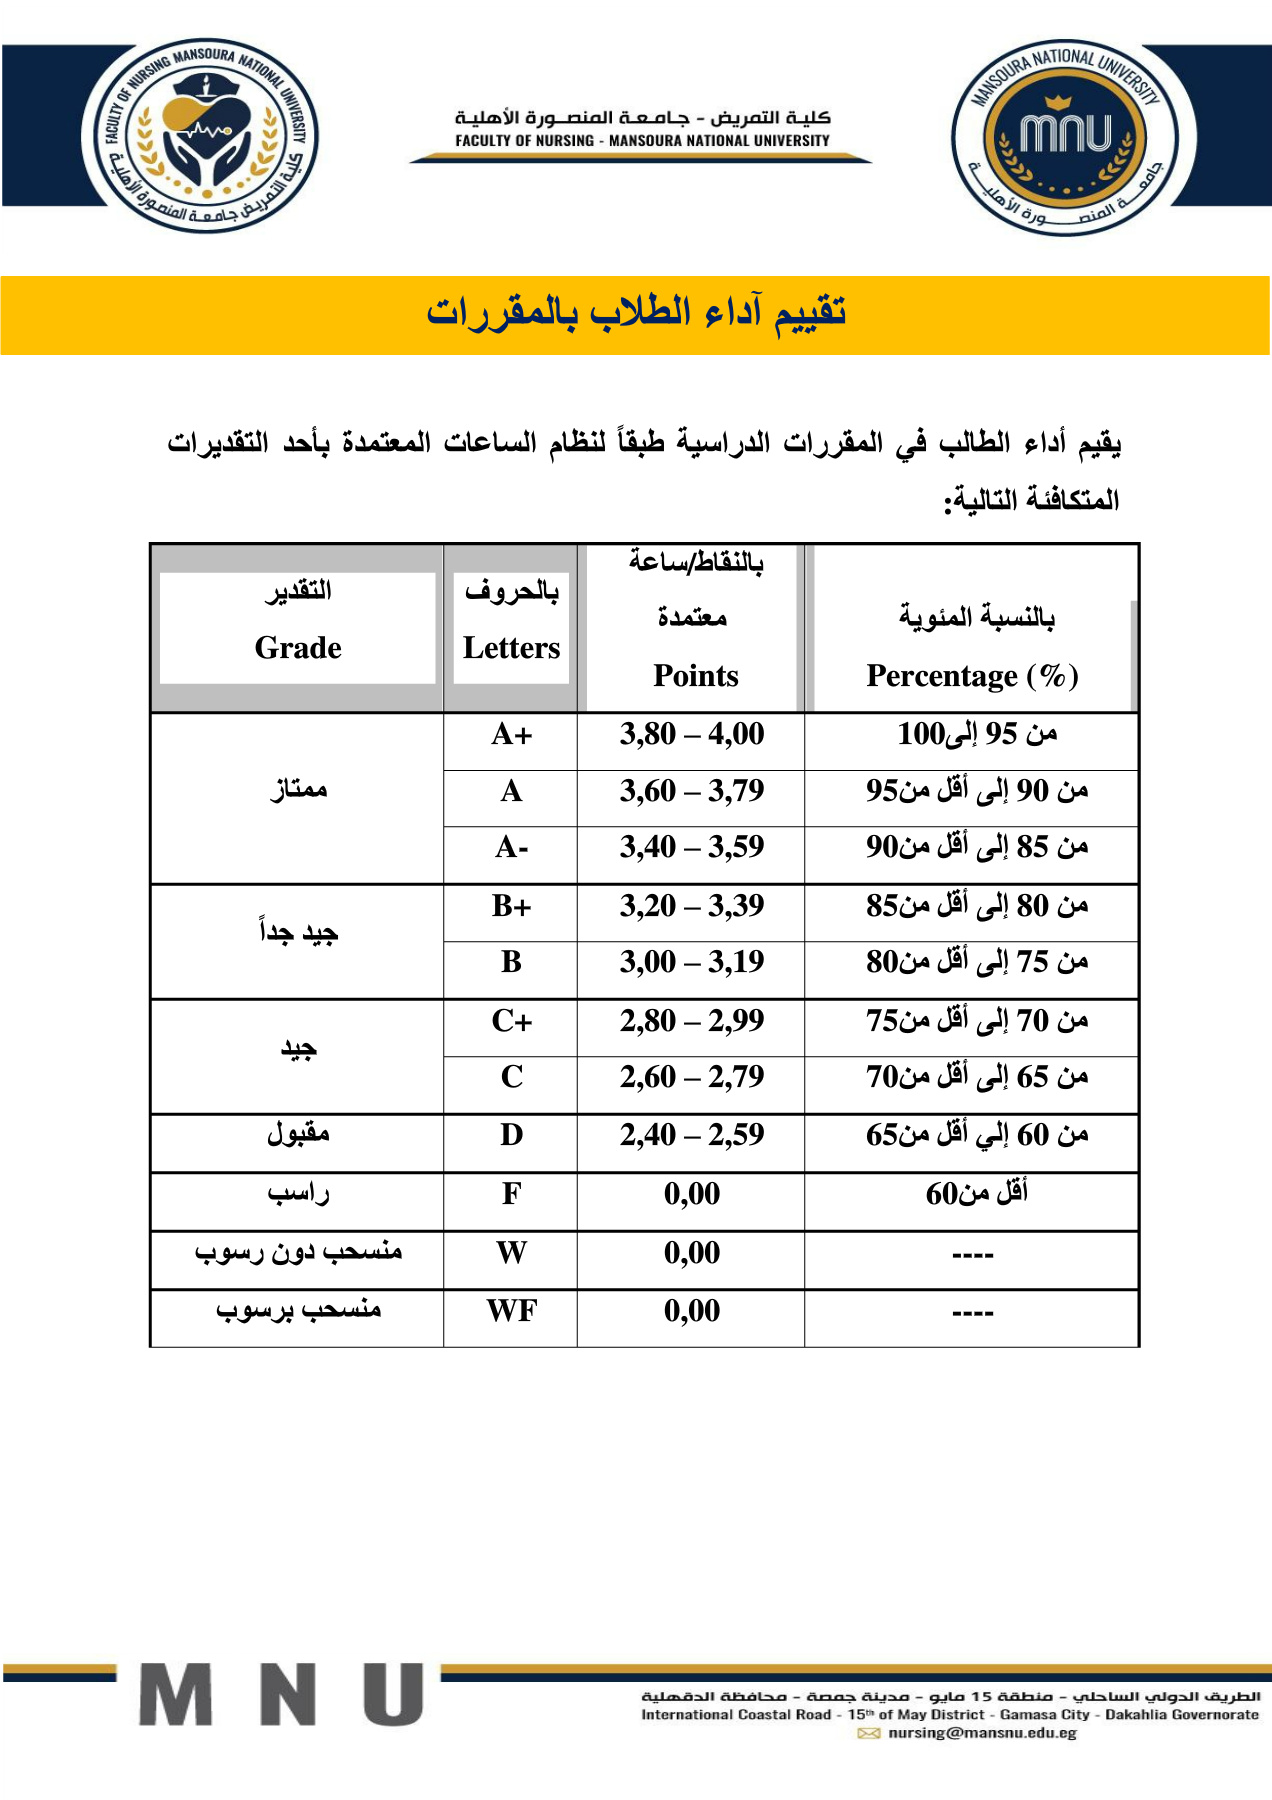 FACULTY OF NURSING MANSOURA NATIONAL UNIVERSITY
كلية التمريض جامعة المنصورة الأهلية
كلية التمريض - جامعة المنصورة الأهلية
FACULTY OF NURSING - MANSOURA NATIONAL UNIVERSITY
MANSOURA NATIONAL UNIVERSITY
mnu
جامعة المنصورة الأهلية
تقييم آداء الطلاب بالمقررات
يقيم أداء الطالب في المقررات الدراسية طبقاً لنظام الساعات المعتمدة بأحد التقديرات
المتكافئة التالية:
التقدير
Grade
بالحروف
Letters
بالنقاط/ساعة
معتمدة
Points
بالنسبة المئوية
Percentage (%)
ممتاز
A+ 3,80 – 4,00 من 95 إلى100
A 3,60 – 3,79 من 90 إلى أقل من95
A- 3,40 – 3,59 من 85 إلى أقل من90
جيد جداً
B+ 3,20 – 3,39 من 80 إلى أقل من85
B 3,00 – 3,19 من 75 إلى أقل من80
جيد
C+ 2,80 – 2,99 من 70 إلى أقل من75
C 2,60 – 2,79 من 65 إلى أقل من70
مقبول D 2,40 – 2,59 من 60 إلي أقل من65
راسب F 0,00 أقل من60
منسحب دون رسوب W 0,00 ----
منسحب برسوب WF 0,00 ----
M N U
الطريق الدولي الساحلي - منطقة 15 مايو - مدينة جمصة - محافظة الدقهلية
International Coastal Road - 15th of May District - Gamasa City - Dakahlia Governorate
nursing@mansnu.edu.eg